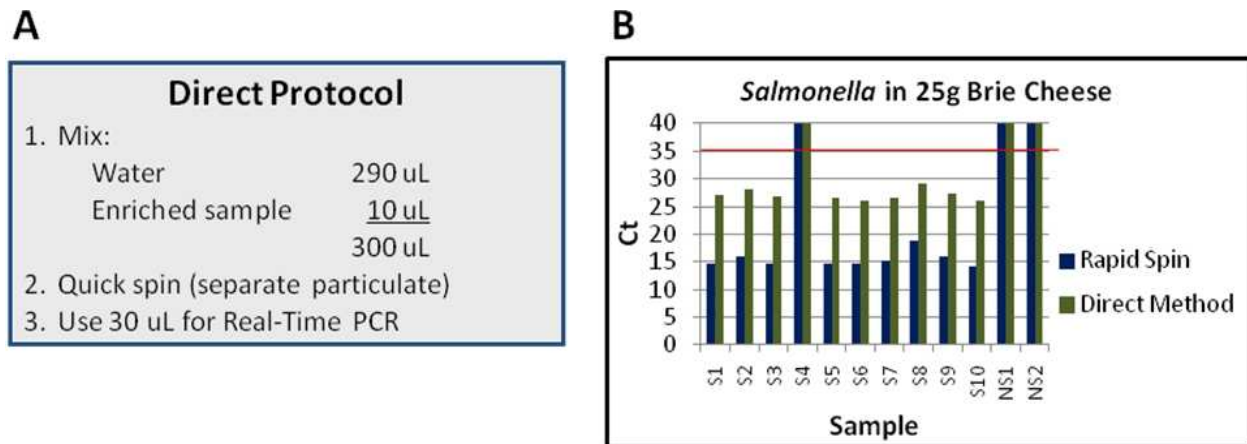 A
Direct Protocol
1. Mix:
Water 290 uL
Enriched sample 10 uL
300 uL
2. Quick spin (separate particulate)
3. Use 30 uL for Real-Time PCR
B
Salmonella in 25g Brie Cheese
40
35
30
25
20
15
10
5
0
Ct
S1
S2
S3
S4
S5
S6
S7
S8
S9
S10
NS1
NS2
Sample
Rapid Spin
Direct Method